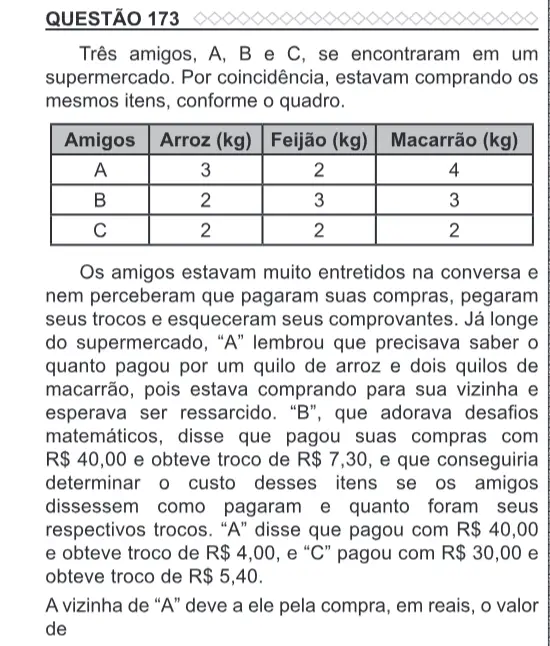 QUESTÃO 173
Três amigos, A, B e C, se encontraram em um
supermercado. Por coincidência, estavam comprando os
mesmos itens, conforme o quadro.
Amigos Arroz (kg) Feijão (kg) Macarrão (kg)
A 3 2 4
B 2 3 3
C 2 2 2
Os amigos estavam muito entretidos na conversa e
nem perceberam que pagaram suas compras, pegaram
seus trocos e esqueceram seus comprovantes. Já longe
do supermercado, “A” lembrou que precisava saber o
quanto pagou por um quilo de arroz e dois quilos de
macarrão, pois estava comprando para sua vizinha e
esperava ser ressarcido. “B”, que adorava desafios
matemáticos, disse que pagou suas compras com
R$ 40,00 e obteve troco de R$ 7,30, e que conseguiria
determinar o custo desses itens se os amigos
dissessem como pagaram e quanto foram seus
respectivos trocos. “A” disse que pagou com R$ 40,00
e obteve troco de R$ 4,00, e “C” pagou com R$ 30,00 e
obteve troco de R$ 5,40.
A vizinha de “A” deve a ele pela compra, em reais, o valor
de